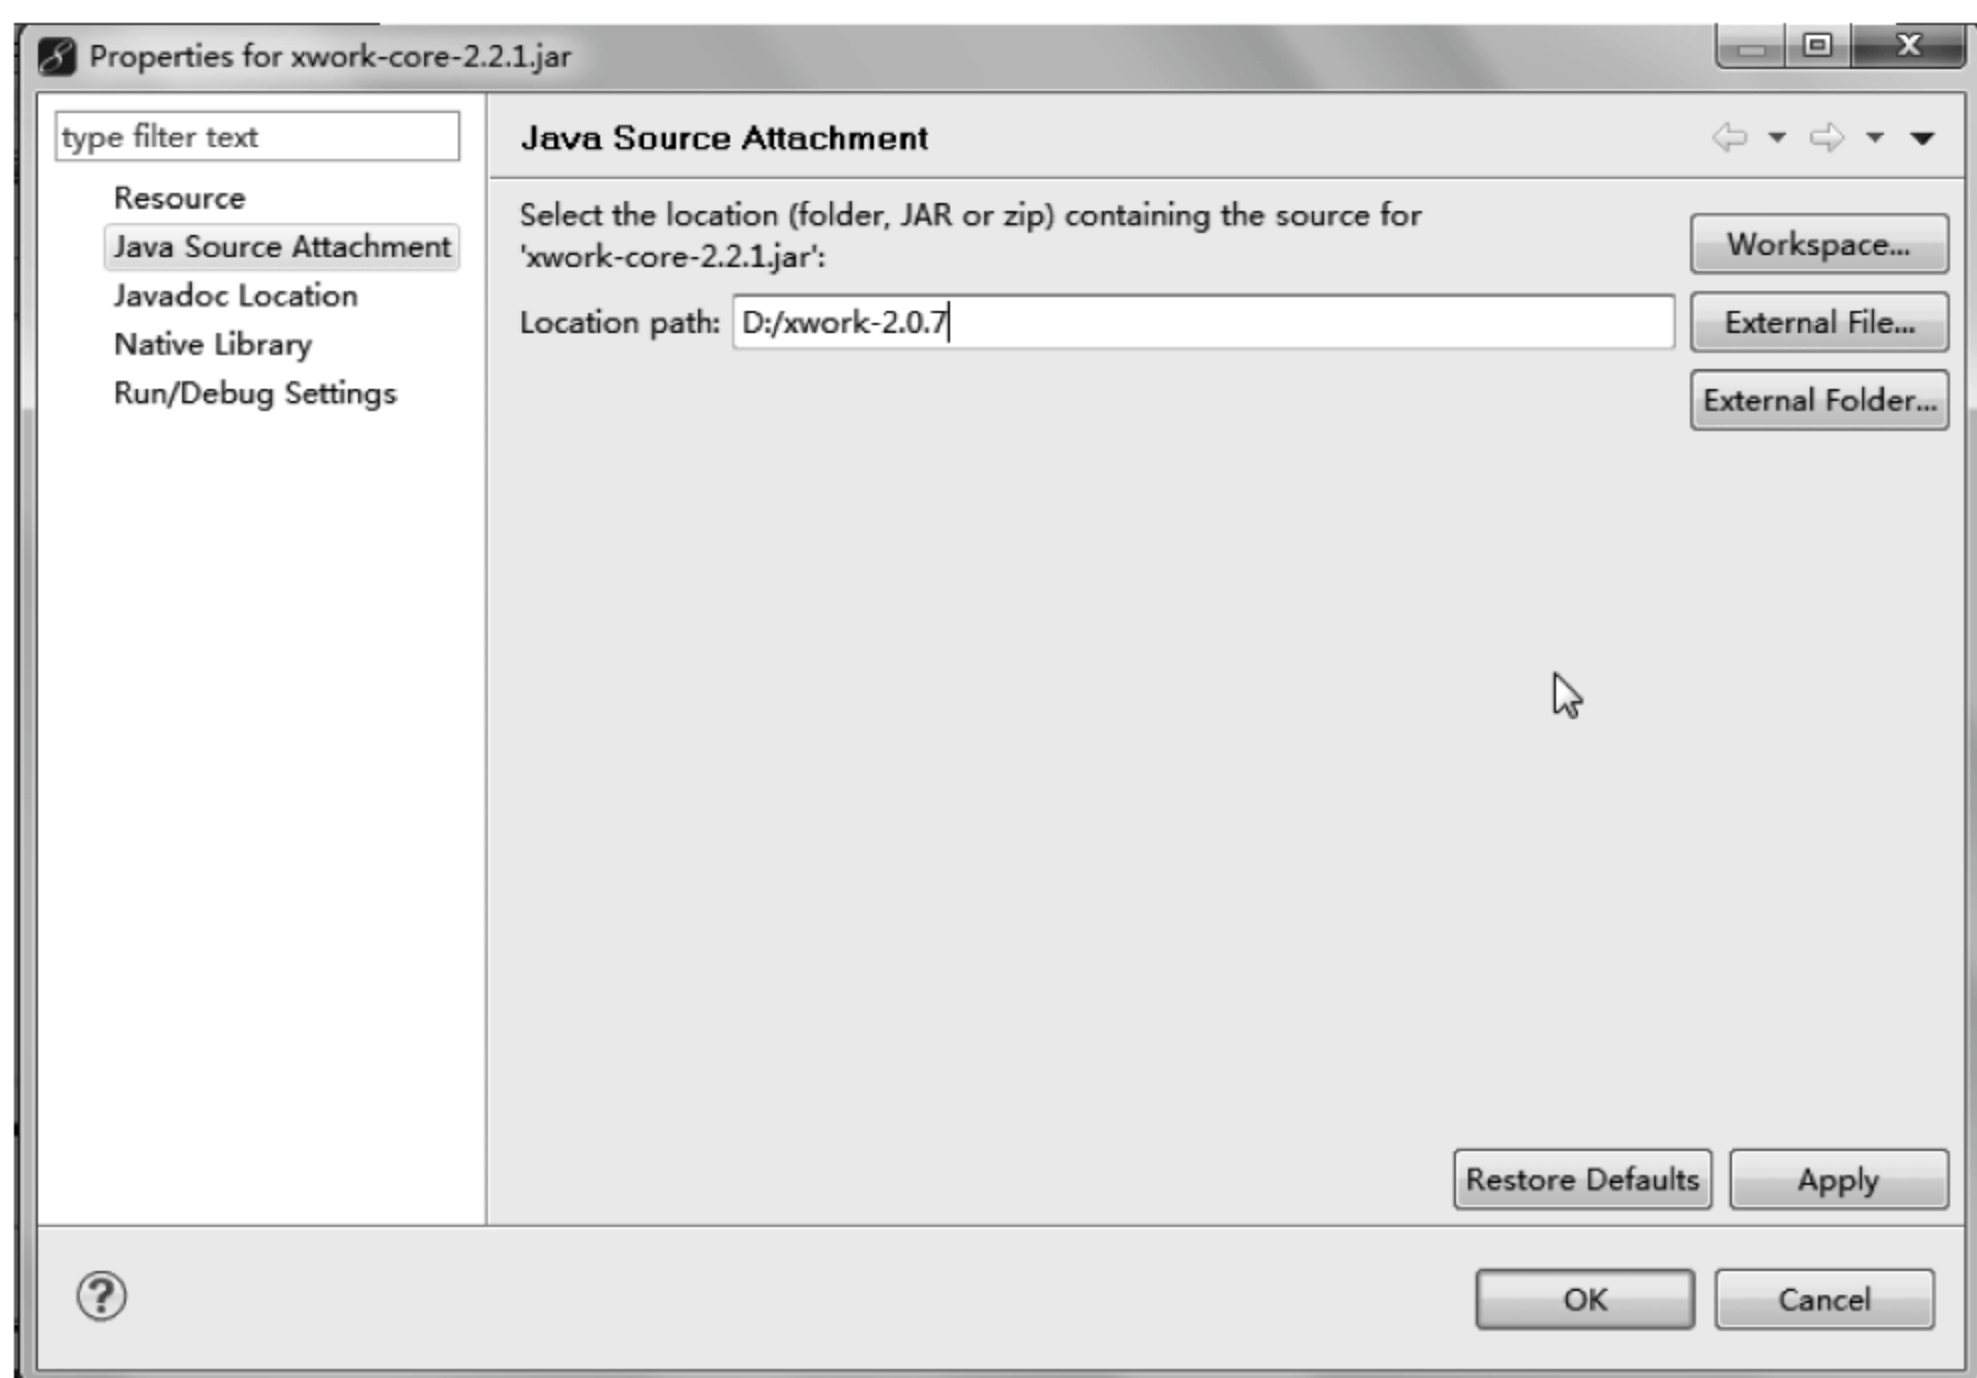 Properties for xwork-core-2.2.1.jar
type filter text
Resource
Java Source Attachment
Javadoc Location
Native Library
Run/Debug Settings
Java Source Attachment
Select the location (folder, JAR or zip) containing the source for
'xwork-core-2.2.1.jar':
Workspace...
Location path: D:/xwork-2.0.7
External File...
External Folder...
Restore Defaults
Apply
OK
Cancel